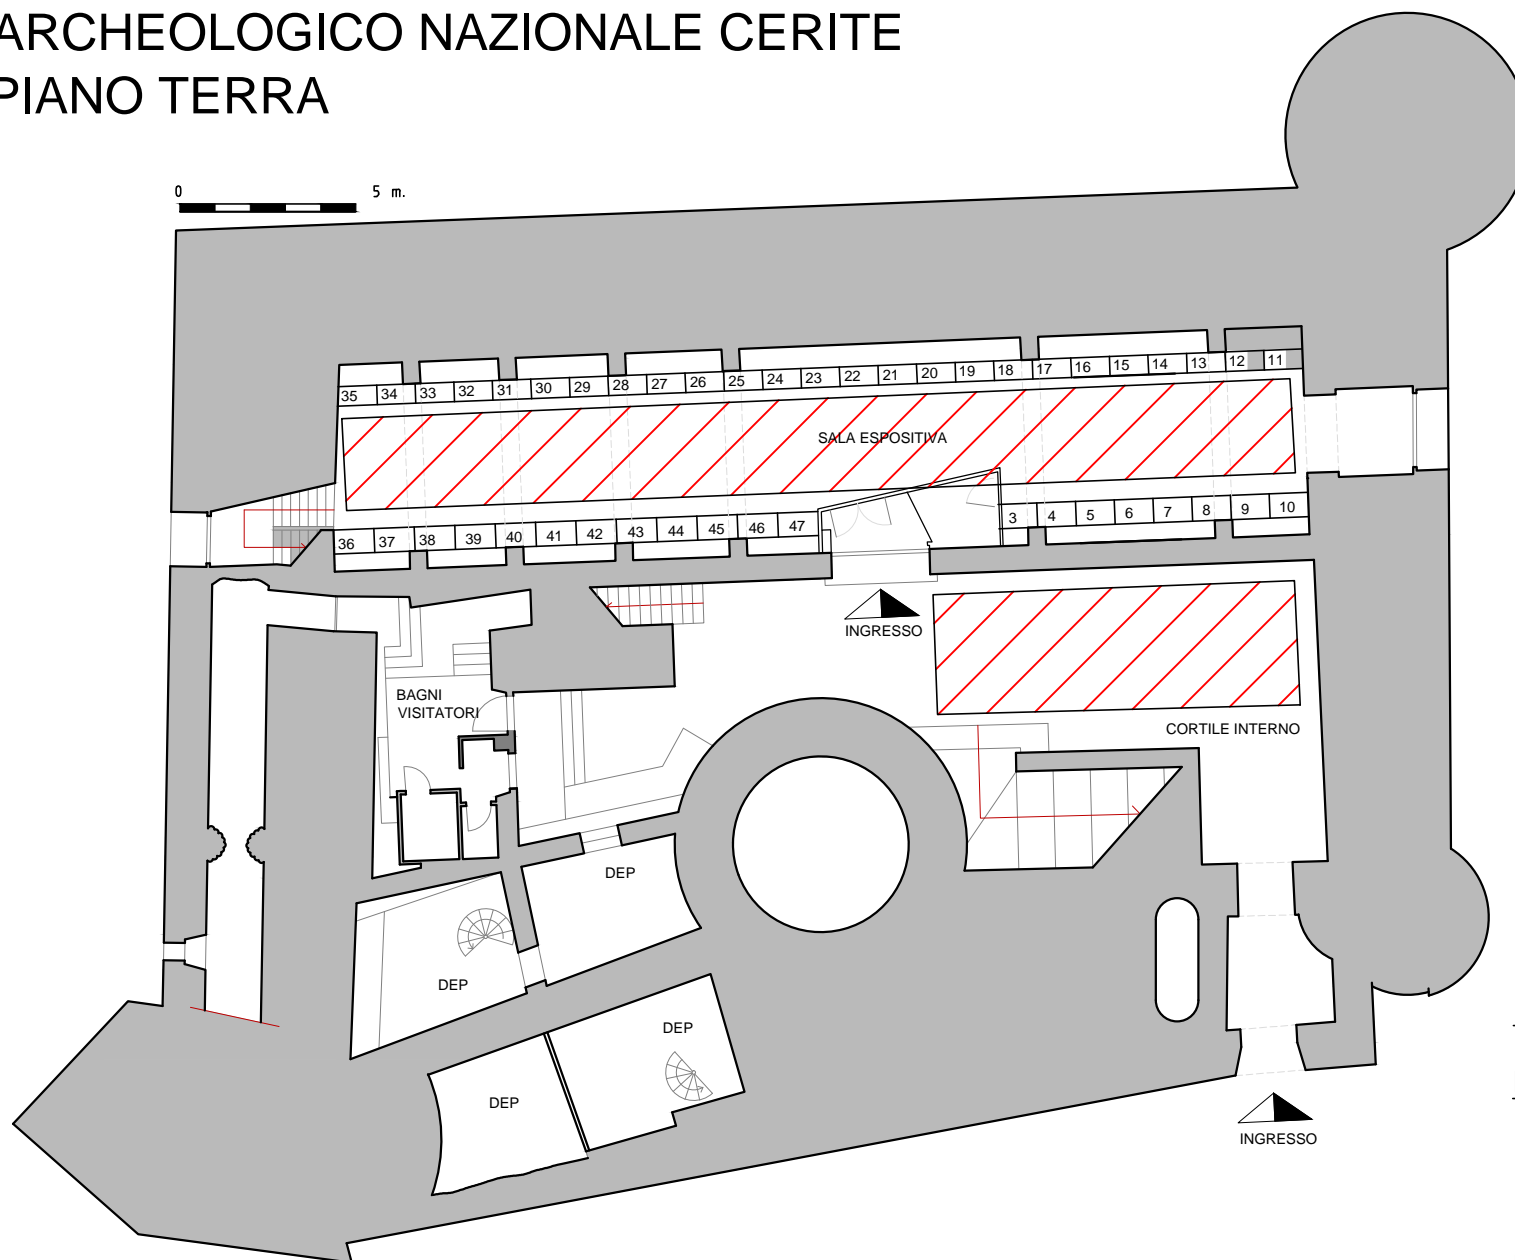 ARCHEOLOGICO NAZIONALE CERITE
PIANO TERRA
0 5 m.
35 34 33 32 31 30 29 28 27 26 25 24 23 22 21 20 19 18 17 16 15 14 13 12 11
SALA ESPOSITIVA
36 37 38 39 40 41 42 43 44 45 46 47
3 4 5 6 7 8 9 10
INGRESSO
BAGNI
VISITATORI
CORTILE INTERNO
DEP
DEP
DEP
DEP
INGRESSO